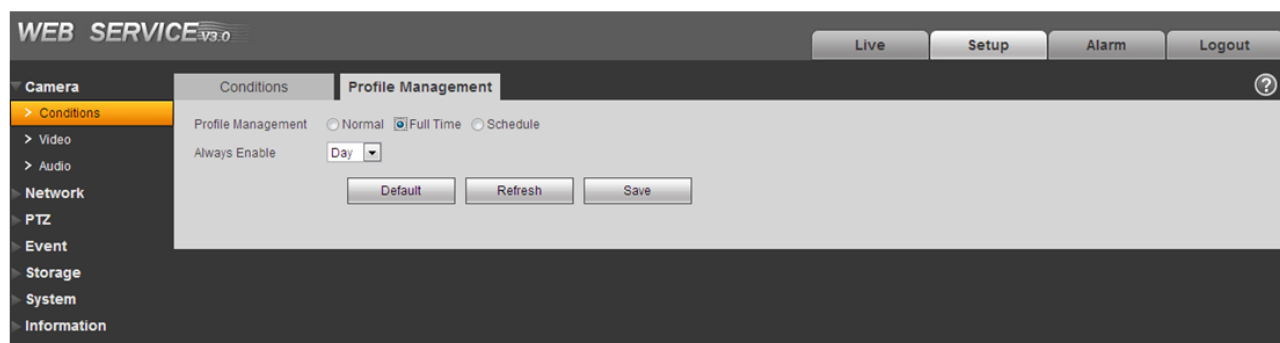 WEB SERVICE V3.0
Live Setup Alarm Logout
Camera
Conditions Profile Management ?
> Conditions
Profile Management Normal Full Time Schedule
> Video
Always Enable Day
> Audio
Default Refresh Save
Network
PTZ
Event
Storage
System
Information